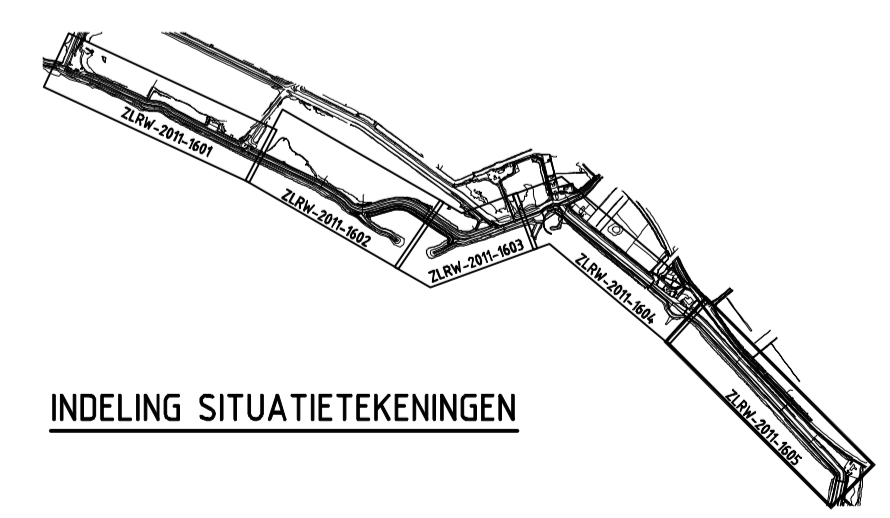 ZLRW-2011-1601
ZLRW-2011-1602
ZLRW-2011-1603
ZLRW-2011-1604
ZLRW-2011-1605
INDELING SITUATIETEKENINGEN